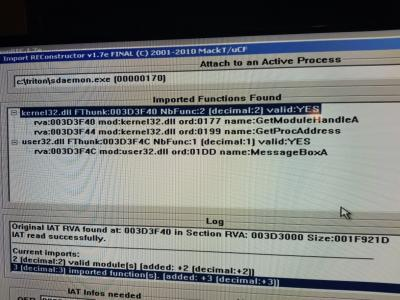 Import REConstructor v1.7e FINAL (C) 2001-2010 MackT/uCF
Attach to an Active Process
c:\triton\sdaemon.exe (00000170)
Imported Functions Found
kernel32.dll FThunk:003D3F40 NbFunc:2 (decimal:2) valid:YES
rva:003D3F40 mod:kernel32.dll ord:0177 name:GetModuleHandleA
rva:003D3F44 mod:kernel32.dll ord:0199 name:GetProcAddress
user32.dll FThunk:003D3F4C NbFunc:1 (decimal:1) valid:YES
rva:003D3F4C mod:user32.dll ord:01DD name:MessageBoxA
Log
Original IAT RVA found at: 003D3F40 in Section RVA: 003D3000 Size:001F921D
IAT read successfully.
Current imports:
2 (decimal:2) valid module(s) (added: +2 (decimal:+2))
3 (decimal:3) imported function(s). (added: +3 (decimal:+3))
IAT Infos needed